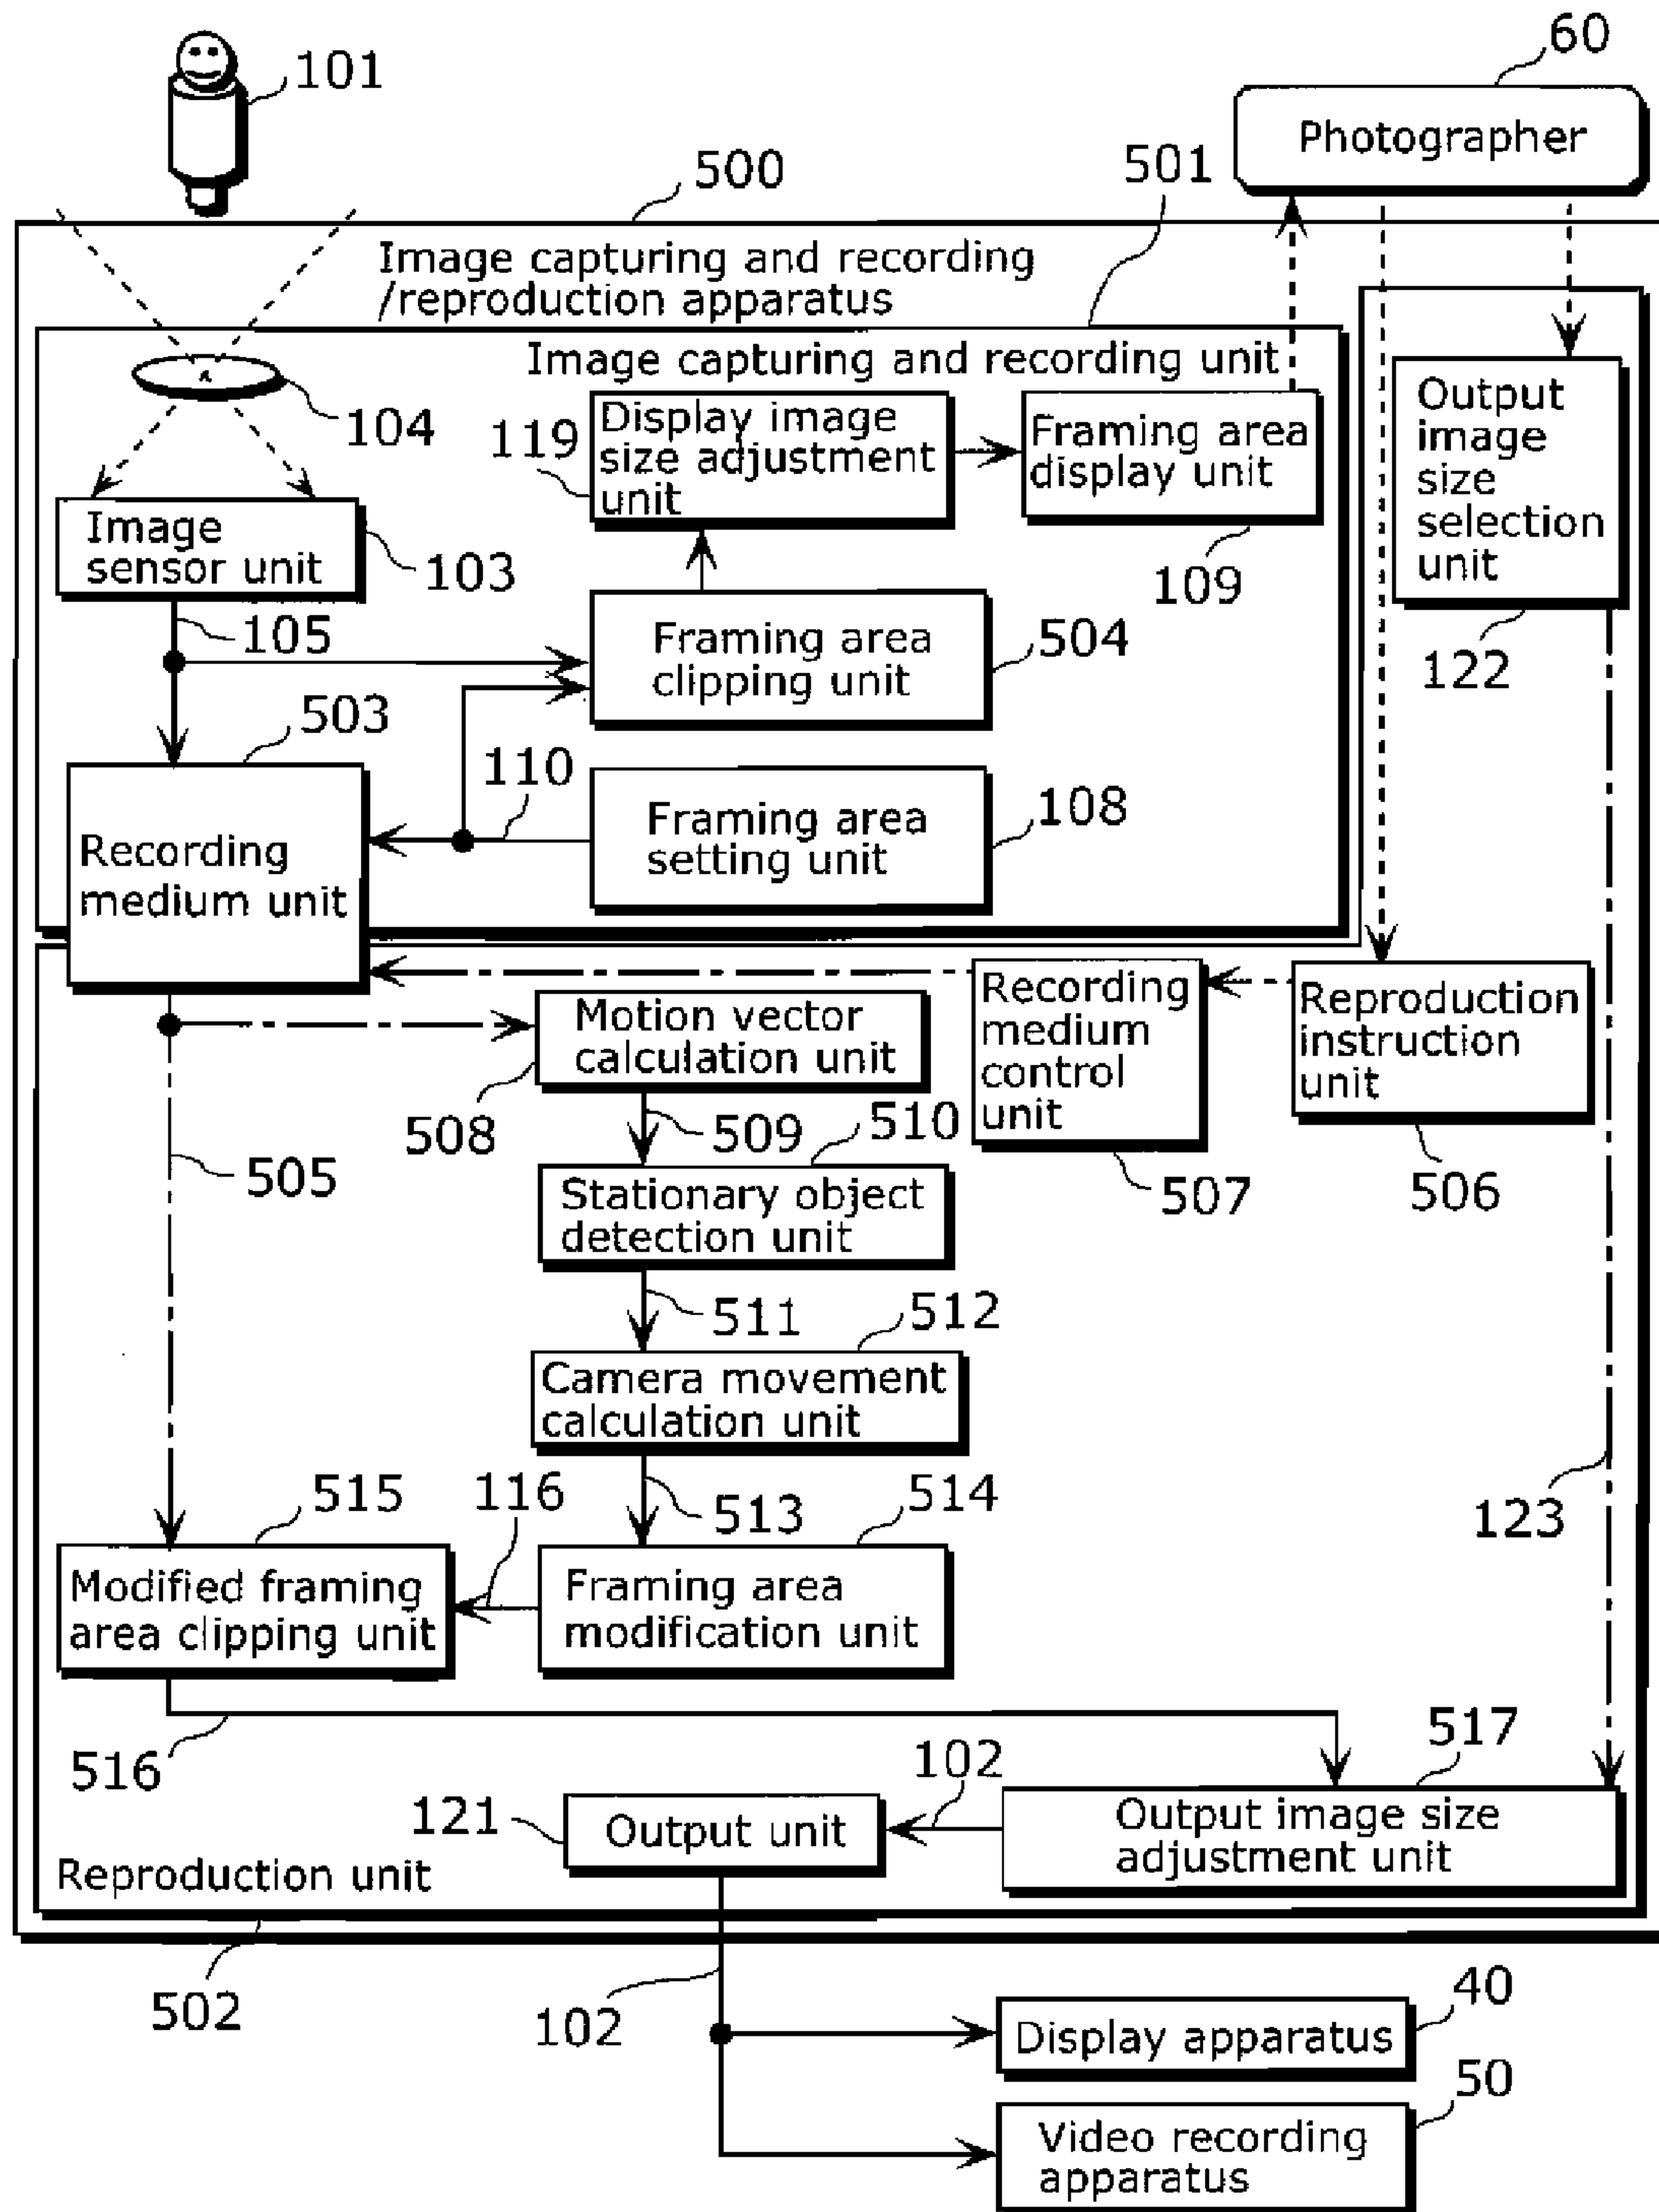 101
60
Photographer
500
501
Image capturing and recording
/reproduction apparatus
Image capturing and recording unit
104
119
Display image
size adjustment
unit
Framing area
display unit
109
Output
image
size
selection
unit
122
Image
sensor unit
103
105
Framing area
clipping unit
504
503
110
Framing area
setting unit
108
Recording
medium unit
Motion vector
calculation unit
508
509
Recording
medium
control
unit
507
Reproduction
instruction
unit
506
505
510
Stationary object
detection unit
511
512
Camera movement
calculation unit
513
514
123
515
116
Modified framing
area clipping unit
Framing area
modification unit
516
517
102
121
Output unit
Output image size
adjustment unit
Reproduction unit
502
102
40
Display apparatus
50
Video recording
apparatus